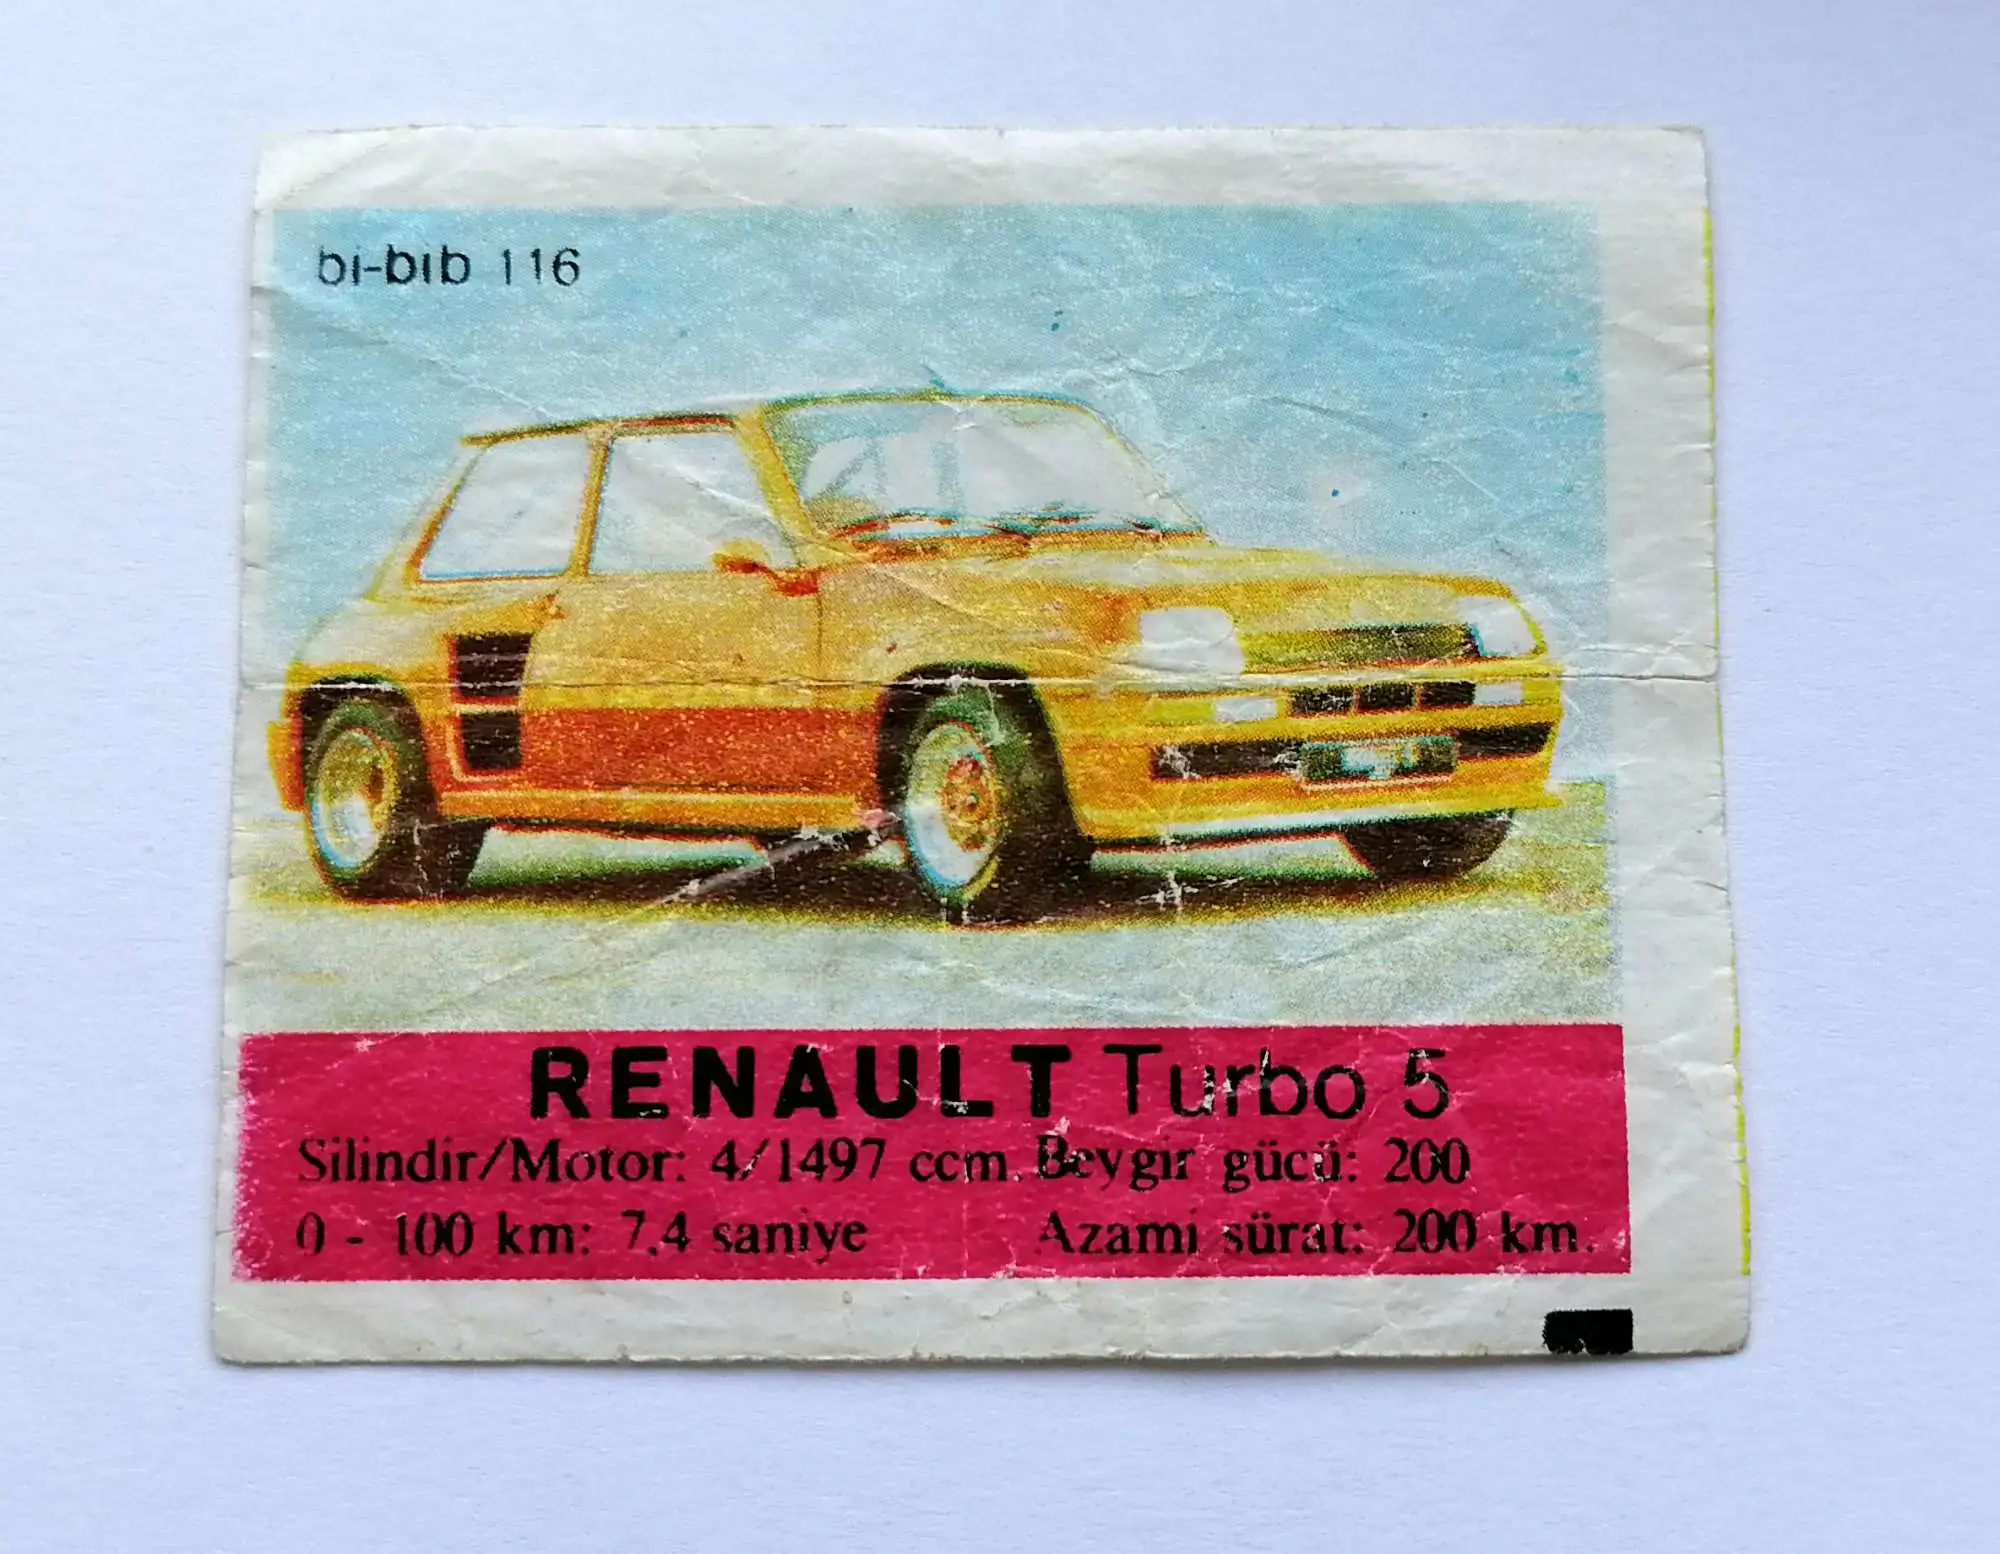 bi-bib 116
RENAULT Turbo 5
Silindir/Motor: 4/1497 ccm. Beygir gücü: 200
0 - 100 km: 7,4 saniye Azami sürat: 200 km.